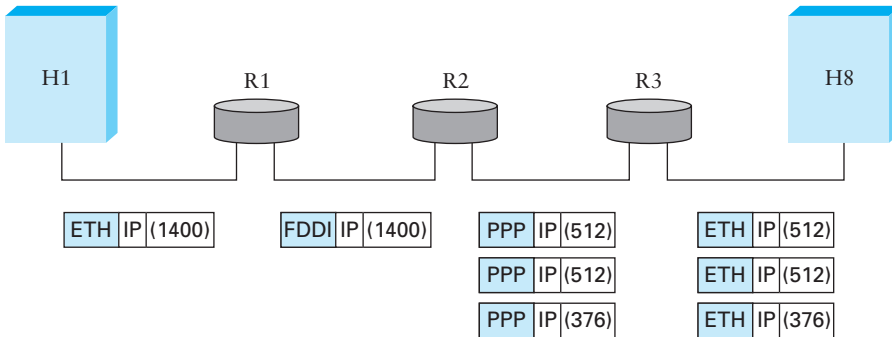 H1 R1 R2 R3 H8
ETH IP (1400) FDDI IP (1400) PPP IP (512) ETH IP (512)
PPP IP (512) ETH IP (512)
PPP IP (376) ETH IP (376)